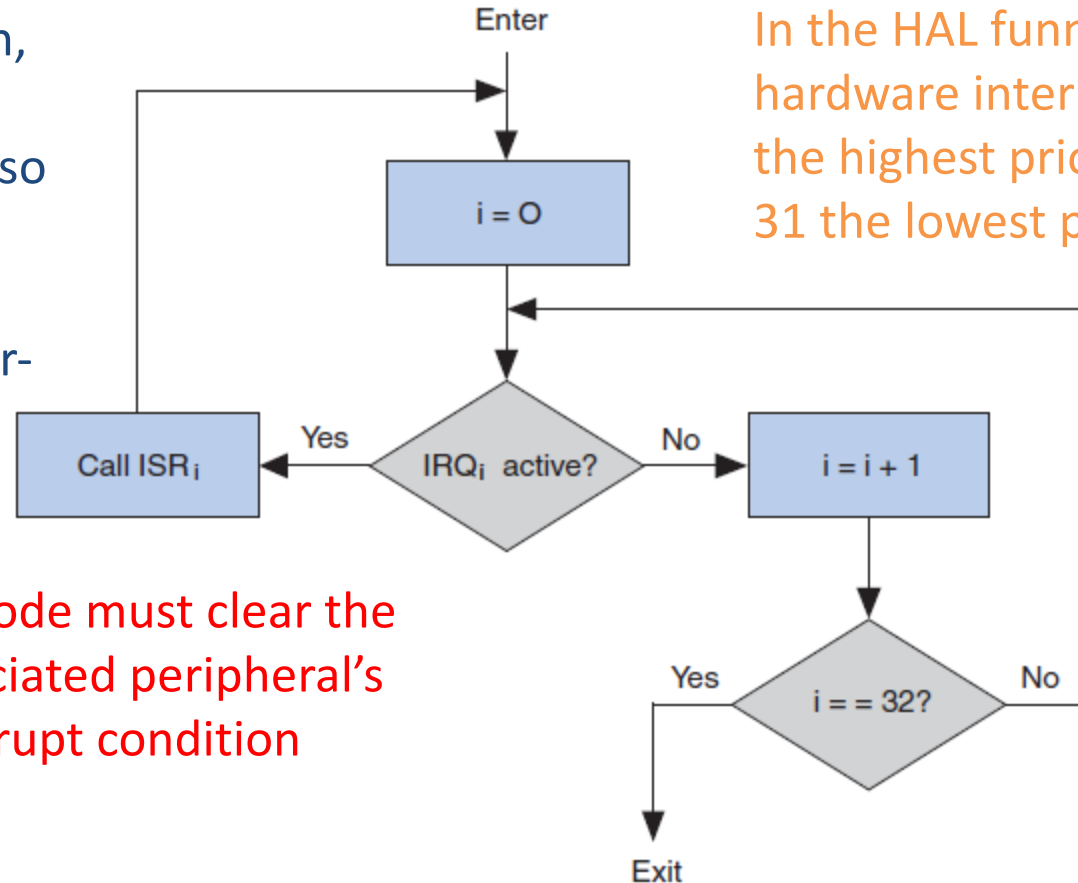 Enter
n,
so
r-
In the HAL funn
hardware inter
the highest prio
31 the lowest p
i = O
Call ISRi
Yes
IRQi active?
No
i = i + 1
ode must clear the
ciated peripheral's
rupt condition
Yes
i = = 32?
No
Exit